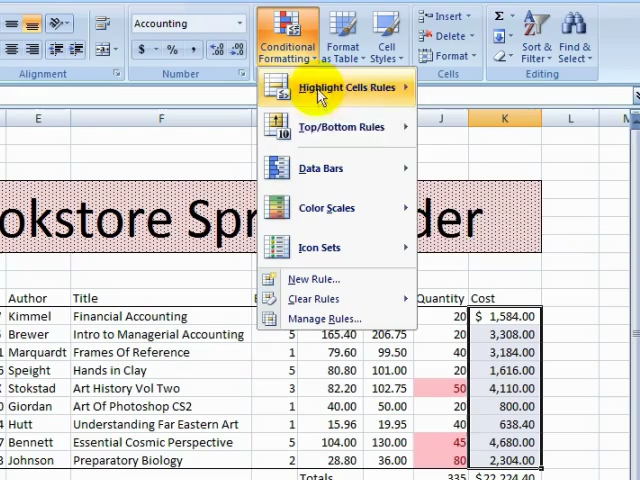 Accounting
Insert
Delete
Format
Conditional Formatting
Format as Table
Cell Styles
Sort & Filter
Find & Select
Alignment
Number
Cells
Editing
$ % ,
Σ
Highlight Cells Rules
Top/Bottom Rules
Data Bars
Color Scales
Icon Sets
New Rule...
Clear Rules
Manage Rules...
E F J K L M
okstore Spr der
Author Title Quantity Cost
Kimmel Financial Accounting 20 $ 1,584.00
Brewer Intro to Managerial Accounting 5 165.40 206.75 20 3,308.00
Marquardt Frames Of Reference 1 79.60 99.50 40 3,184.00
Speight Hands in Clay 5 80.80 101.00 20 1,616.00
Stokstad Art History Vol Two 3 82.20 102.75 50 4,110.00
Giordan Art Of Photoshop CS2 1 40.00 50.00 20 800.00
Hutt Understanding Far Eastern Art 1 15.96 19.95 40 638.40
Bennett Essential Cosmic Perspective 5 104.00 130.00 45 4,680.00
Johnson Preparatory Biology 2 28.80 36.00 80 2,304.00
Totals 335 $22,224.40